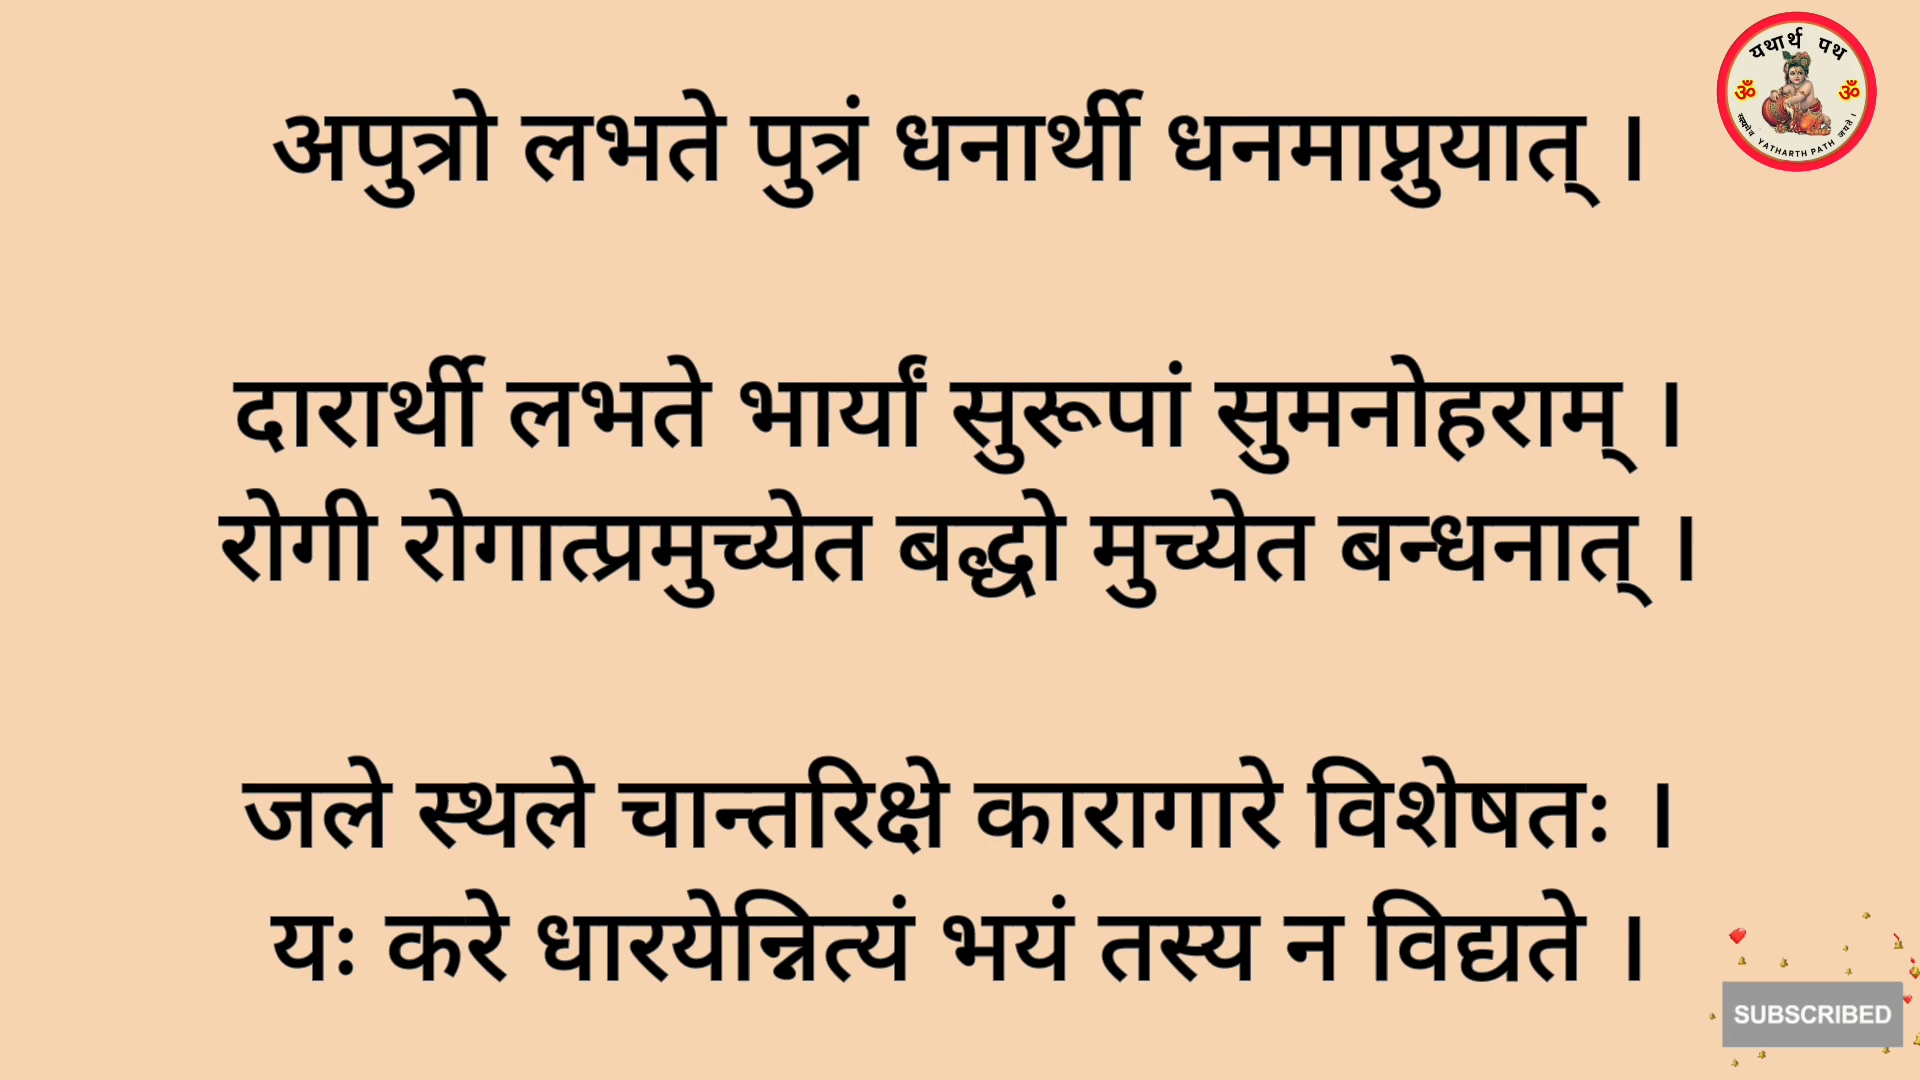 यथार्थ पथ
ॐ ॐ
YATHARTH PATH
अपुत्रो लभते पुत्रं धनार्थी धनमाप्नुयात् ।
दारार्थी लभते भार्यां सुरूपां सुमनोहराम् ।
रोगी रोगात्प्रमुच्येत बद्धो मुच्येत बन्धनात् ।
जले स्थले चान्तरिक्षे कारागारे विशेषतः ।
यः करे धारयेन्नित्यं भयं तस्य न विद्यते ।
SUBSCRIBED